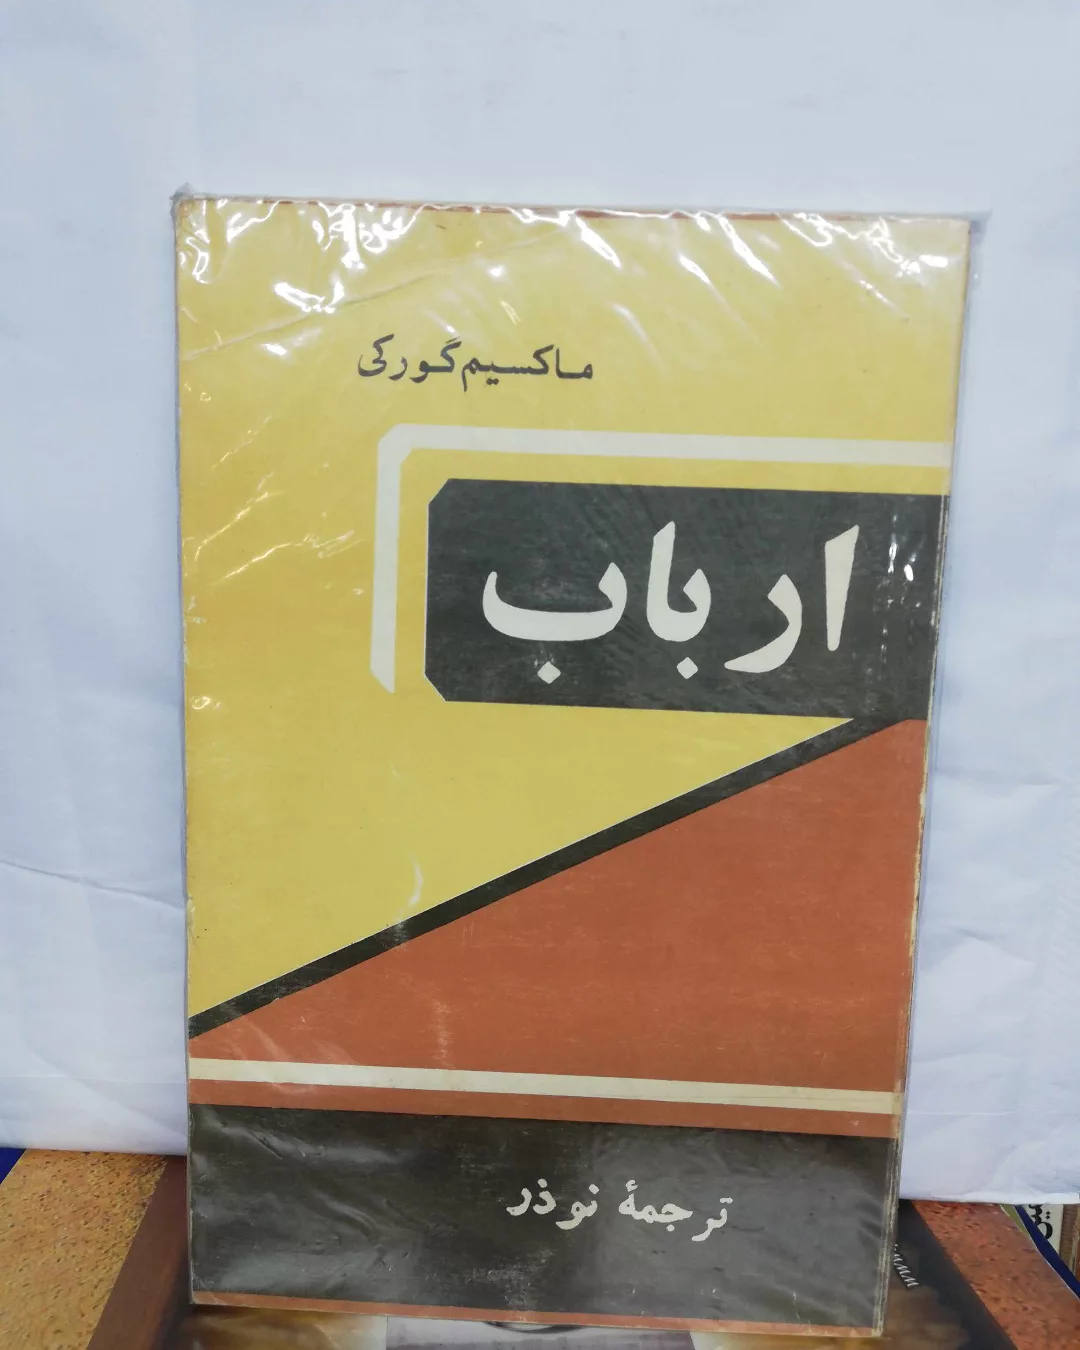 ماکسیم گورکی
ارباب
ترجمهٔ نوذر